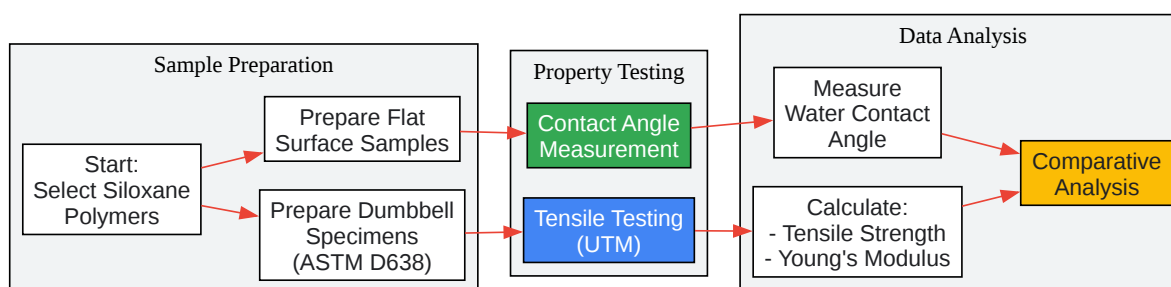 Sample Preparation
Start:
Select Siloxane
Polymers
Prepare Flat
Surface Samples
Prepare Dumbbell
Specimens
(ASTM D638)
Property Testing
Contact Angle
Measurement
Tensile Testing
(UTM)
Data Analysis
Measure
Water Contact
Angle
Calculate:
- Tensile Strength
- Young's Modulus
Comparative
Analysis